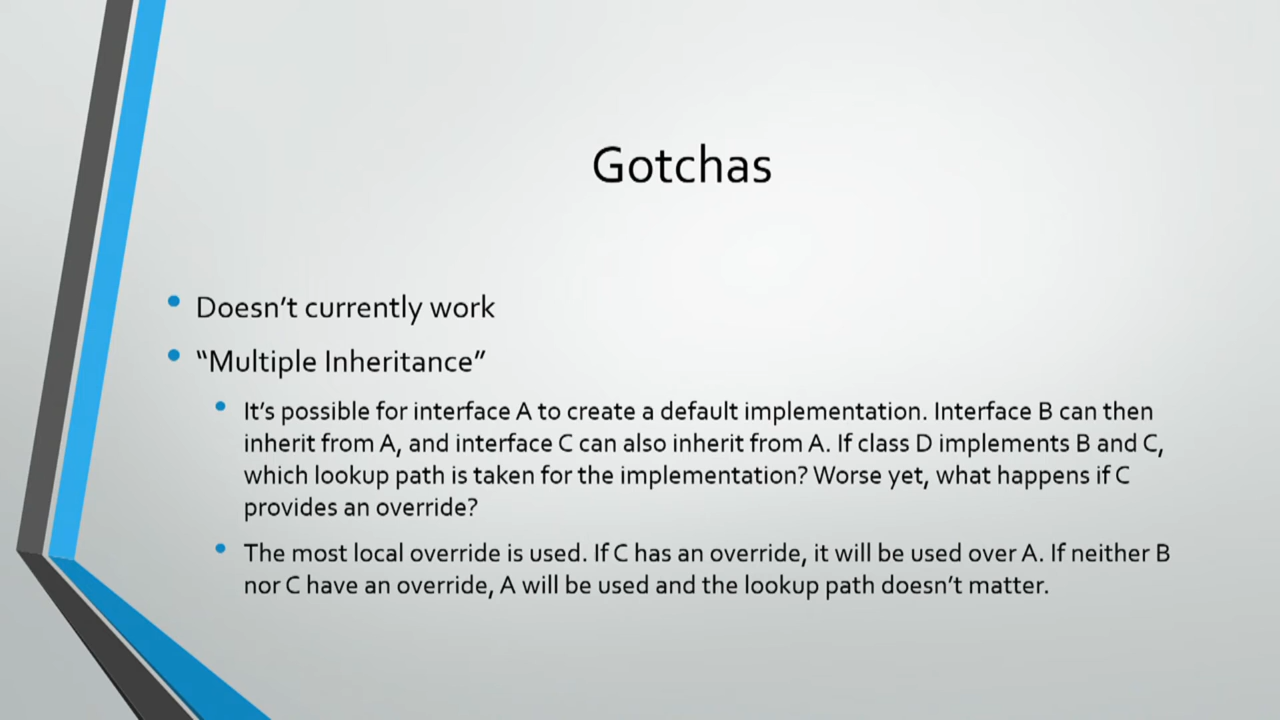 Gotchas
Doesn’t currently work
“Multiple Inheritance”
It’s possible for interface A to create a default implementation. Interface B can then
inherit from A, and interface C can also inherit from A. If class D implements B and C,
which lookup path is taken for the implementation? Worse yet, what happens if C
provides an override?
The most local override is used. If C has an override, it will be used over A. If neither B
nor C have an override, A will be used and the lookup path doesn’t matter.